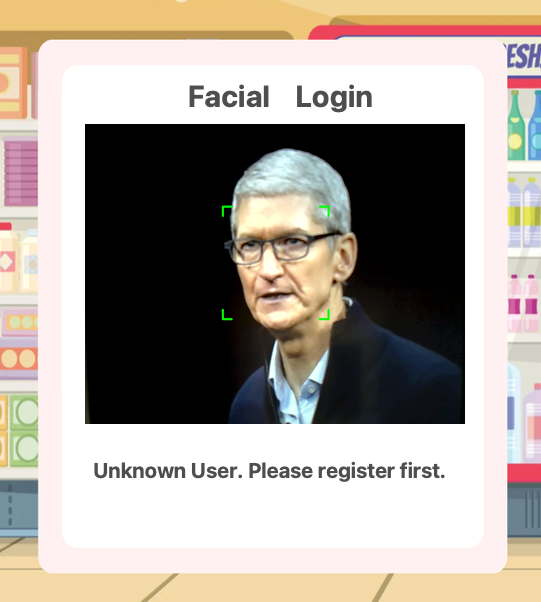 ESH
Facial Login
Unknown User. Please register first.